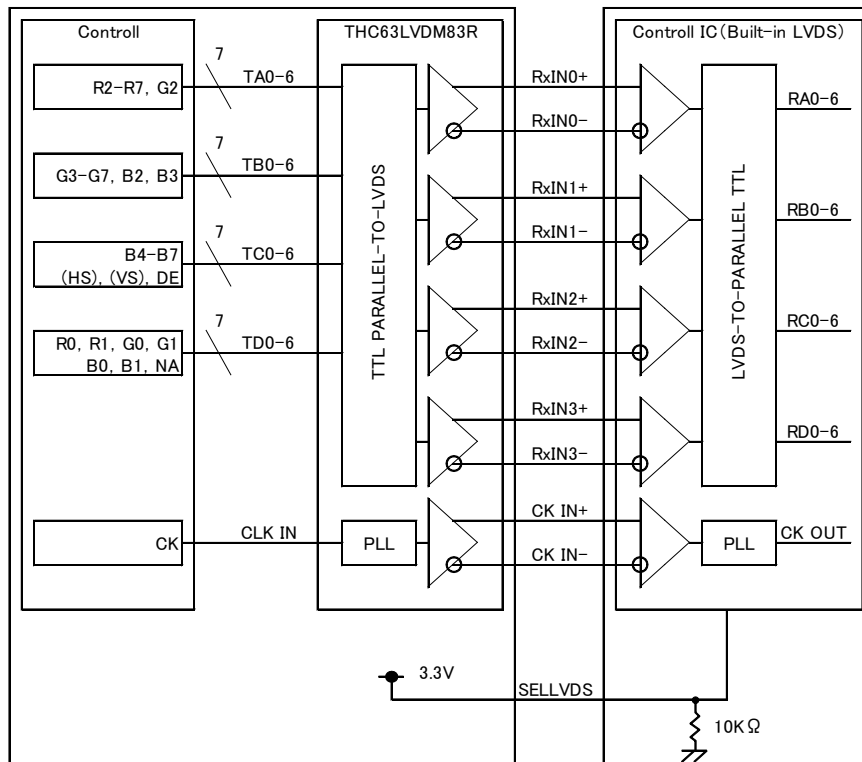 Controll
THC63LVDM83R
Controll IC(Built-in LVDS)
R2-R7, G2
7
TA0-6
G3-G7, B2, B3
7
TB0-6
B4-B7
(HS), (VS), DE
7
TC0-6
R0, R1, G0, G1
B0, B1, NA
7
TD0-6
CK
CLK IN
TTL PARALLEL-TO-LVDS
PLL
RxIN0+
RxIN0-
RxIN1+
RxIN1-
RxIN2+
RxIN2-
RxIN3+
RxIN3-
CK IN+
CK IN-
LVDS-TO-PARALLEL TTL
PLL
RA0-6
RB0-6
RC0-6
RD0-6
CK OUT
3.3V
SELLVDS
10KΩ